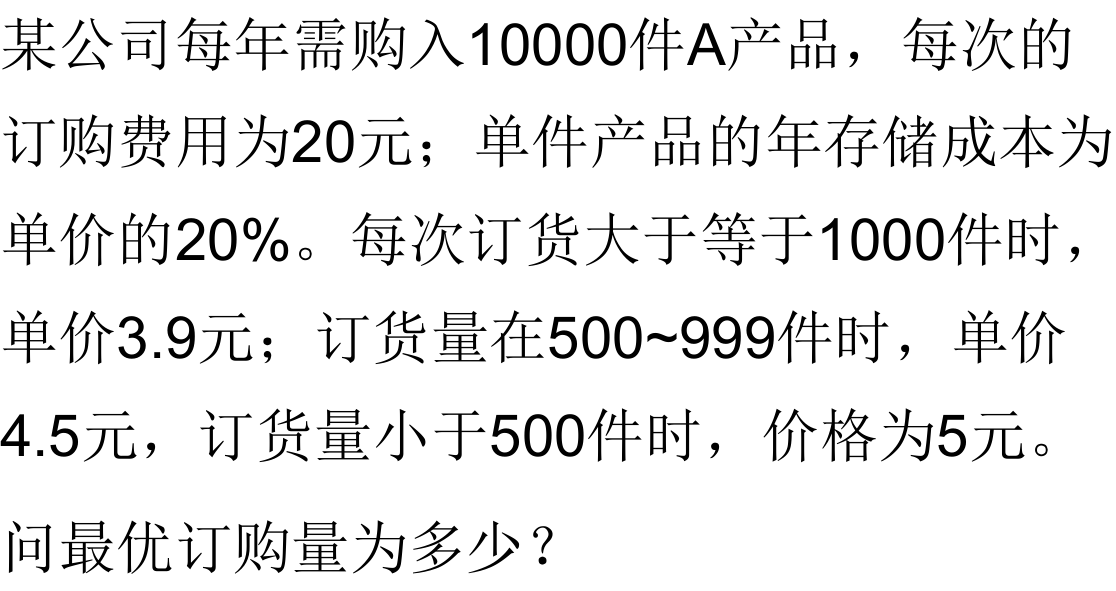 某公司每年需购入10000件A产品，每次的
订购费用为20元；单件产品的年存储成本为
单价的20%。每次订货大于等于1000件时，
单价3.9元；订货量在500~999件时，单价
4.5元，订货量小于500件时，价格为5元。
问最优订购量为多少？